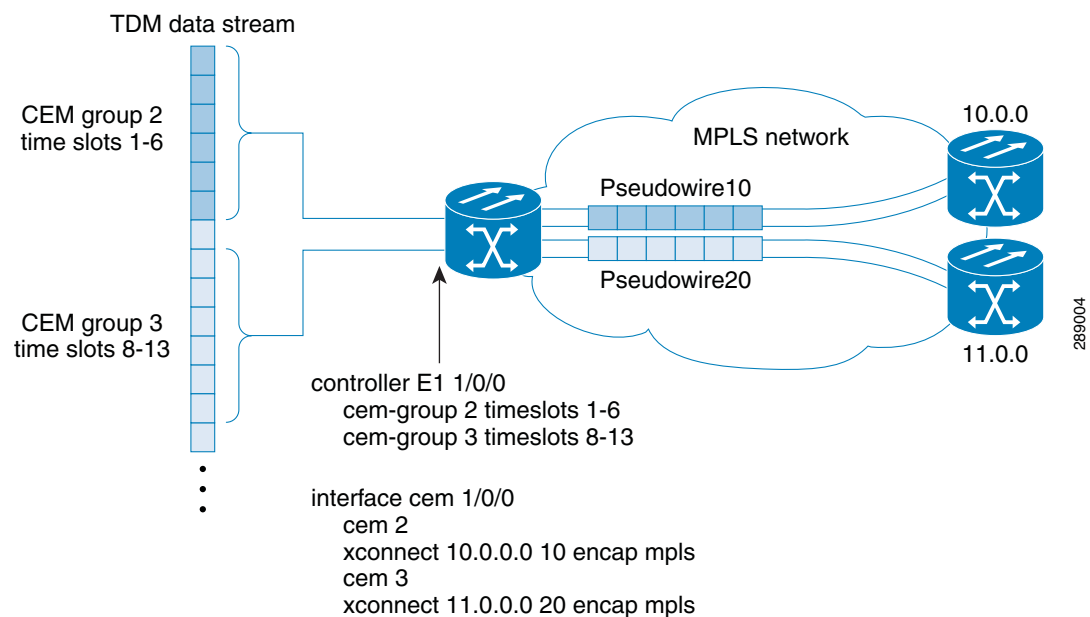 TDM data stream
CEM group 2
time slots 1-6
CEM group 3
time slots 8-13
MPLS network
Pseudowire10
Pseudowire20
10.0.0
11.0.0
289004
controller E1 1/0/0
cem-group 2 timeslots 1-6
cem-group 3 timeslots 8-13
interface cem 1/0/0
cem 2
xconnect 10.0.0.0 10 encap mpls
cem 3
xconnect 11.0.0.0 20 encap mpls